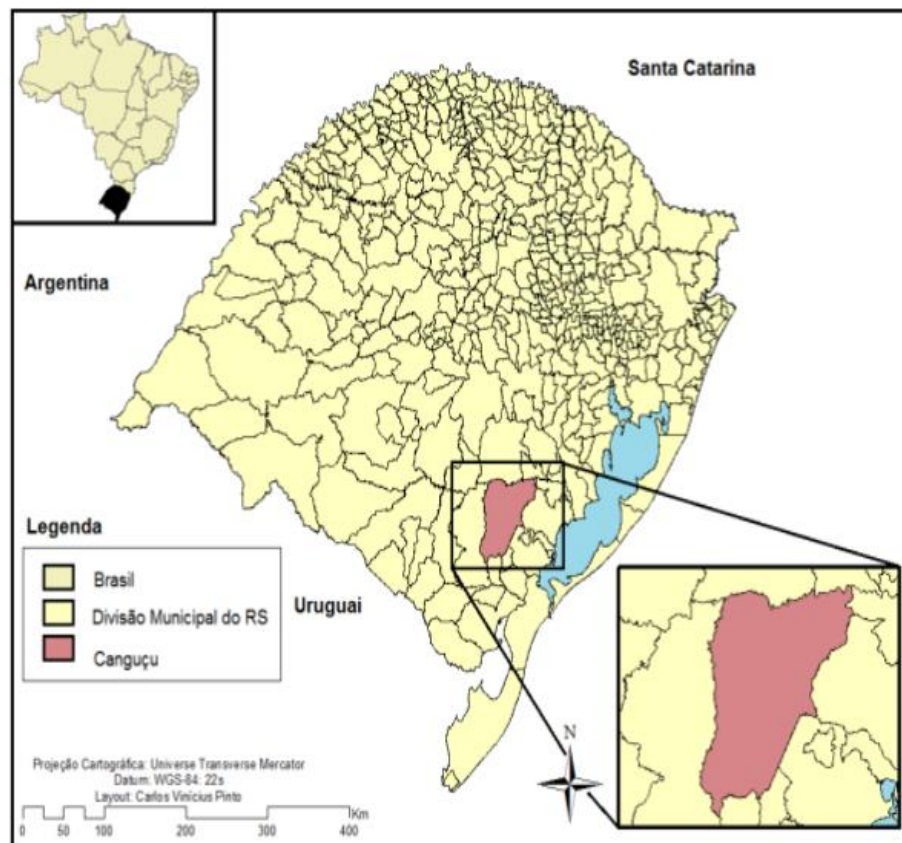 Santa Catarina
Argentina
Legenda
Brasil
Divisão Municipal do RS
Canguçu
Uruguai
N
Projeção Cartográfica: Universe Transverse Mercator
Datum: WGS-84: 22s
Layout: Carlos Vinícius Pinto
Km
0 25 50 100 200 300 400